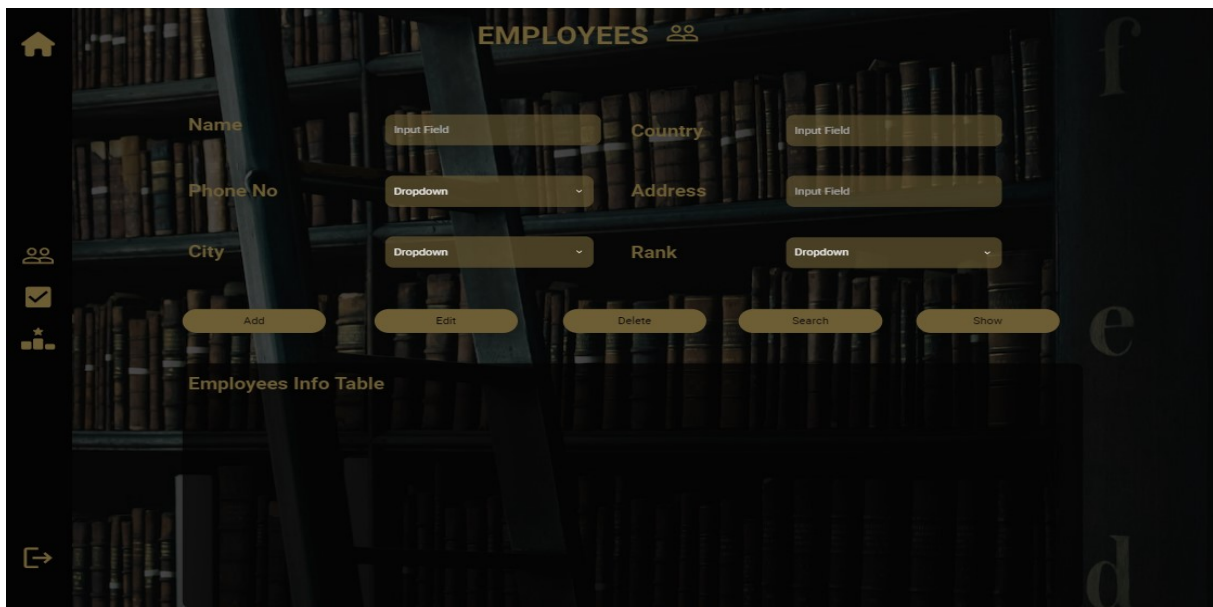 EMPLOYEES
Name Input Field Country Input Field
Phone No Dropdown Address Input Field
City Dropdown Rank Dropdown
Add Edit Delete Search Show
Employees Info Table
f
e
d